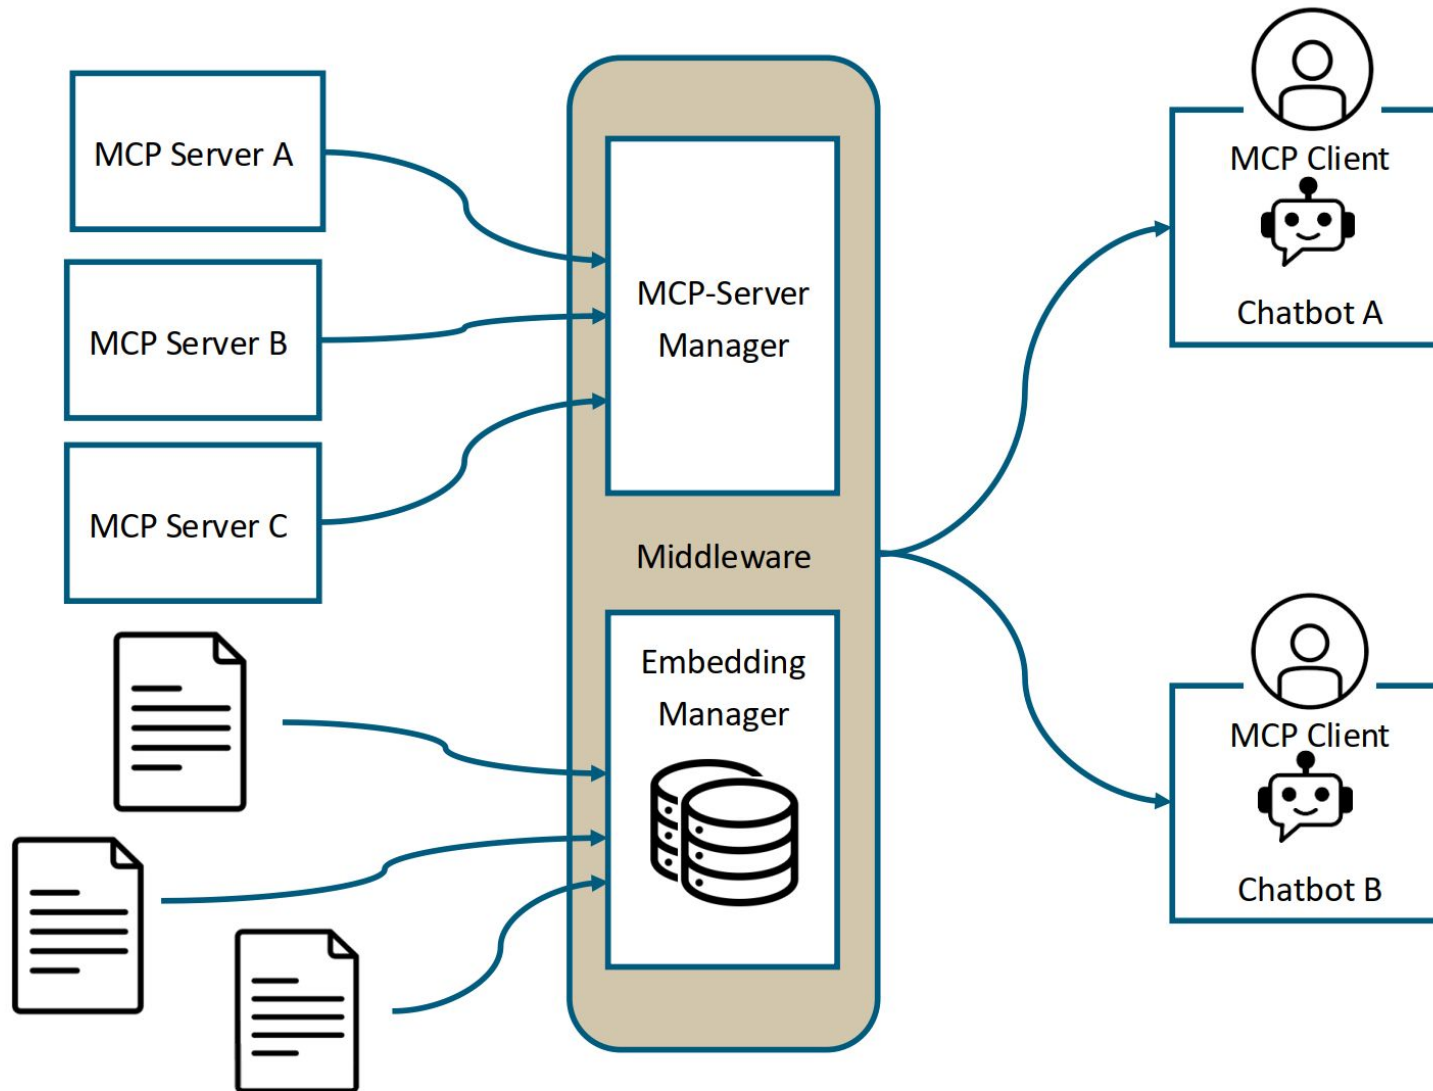 MCP Server A
MCP Server B
MCP Server C
MCP-Server
Manager
Middleware
Embedding
Manager
MCP Client
Chatbot A
MCP Client
Chatbot B